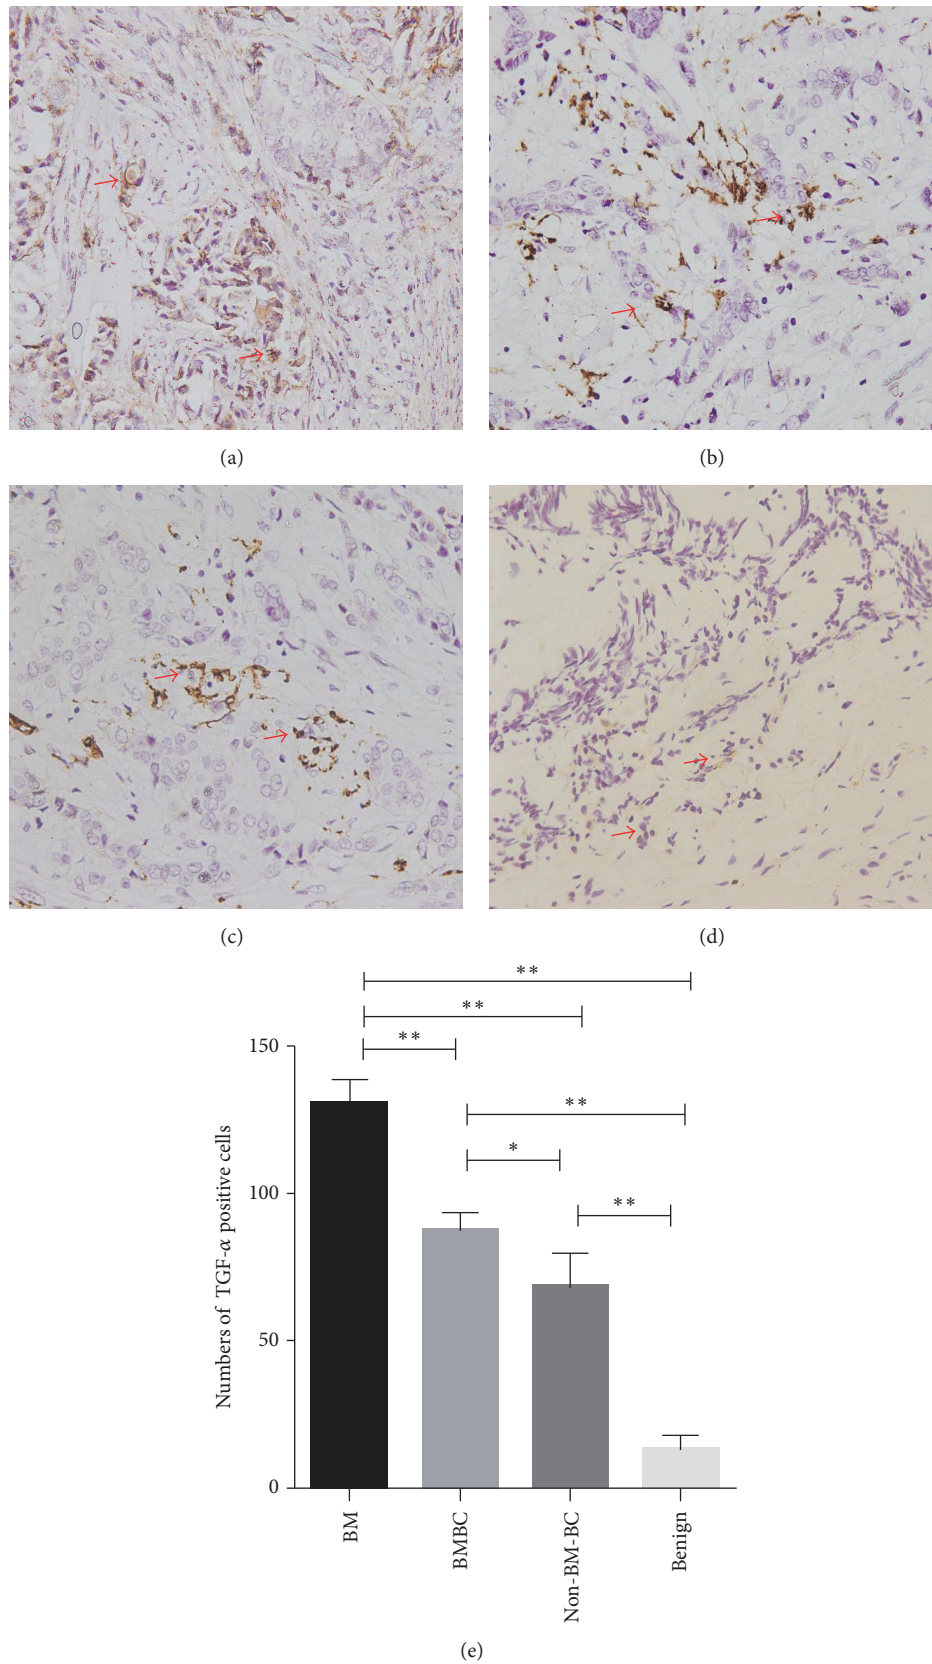 (a)
(b)
(c)
(d)
**
**
**
**
*
**
150
100
50
0
Numbers of TGF-α positive cells
BM
BMBC
Non-BM-BC
Benign
(e)